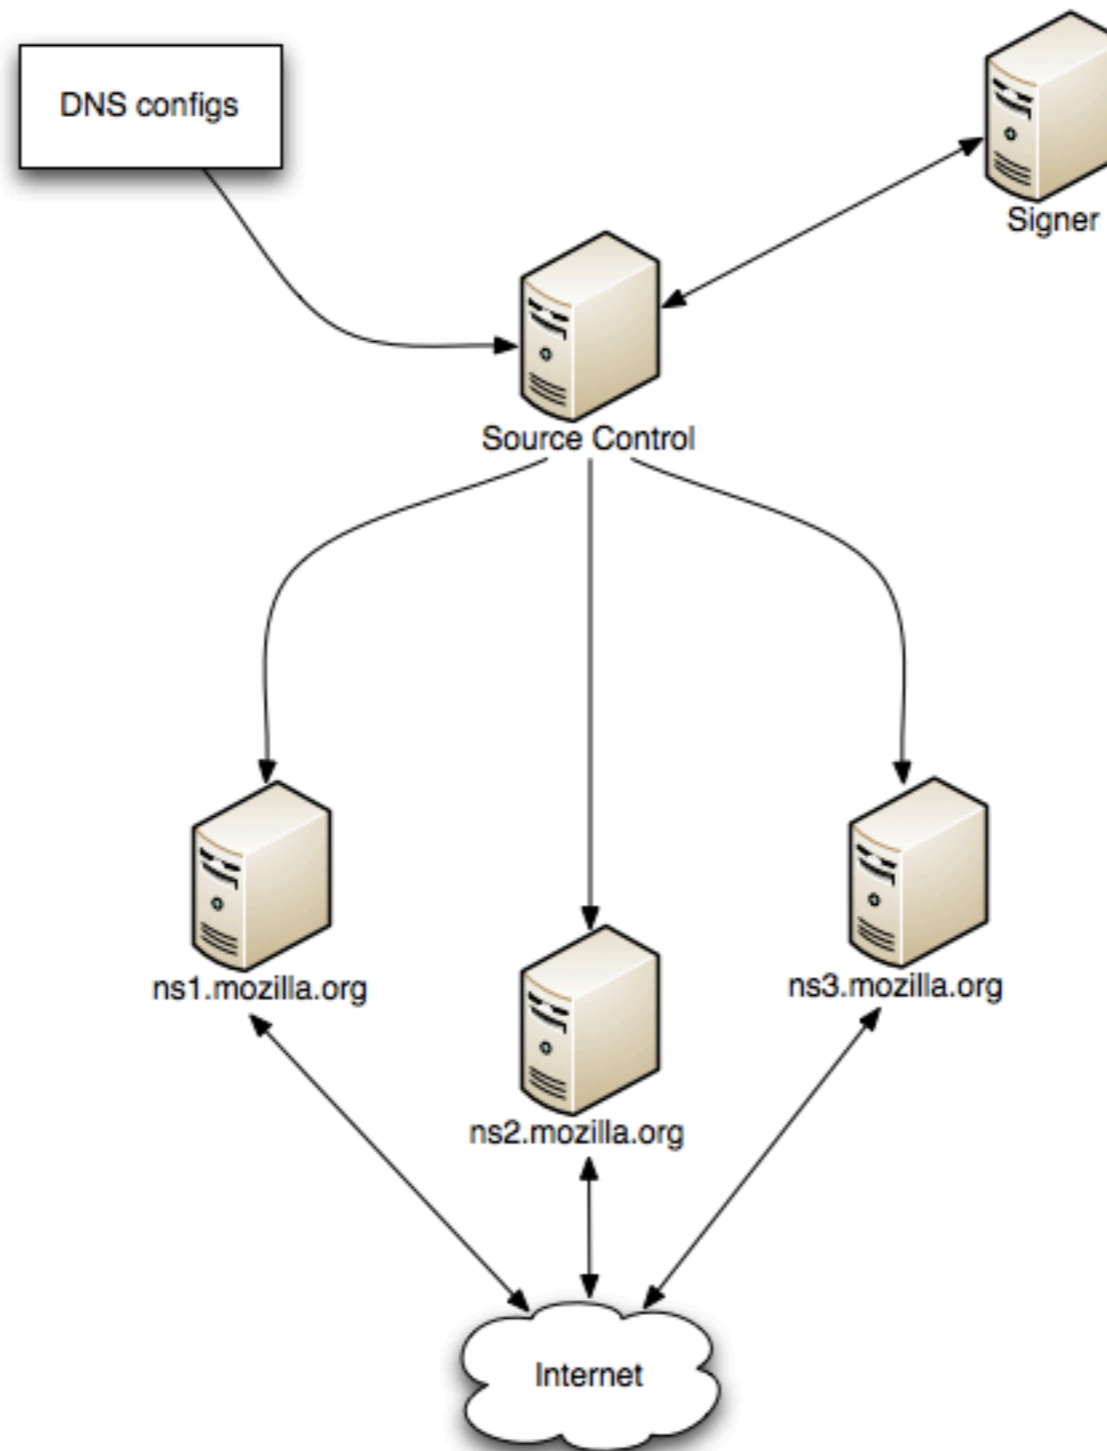 DNS configs
Signer
Source Control
ns1.mozilla.org
ns3.mozilla.org
ns2.mozilla.org
Internet